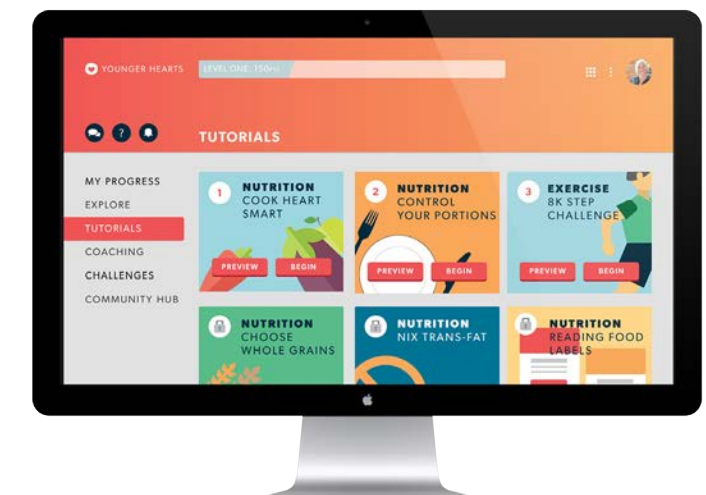 YOUNGER HEARTS
LEVEL ONE: 150PTS
?
TUTORIALS
MY PROGRESS
EXPLORE
TUTORIALS
COACHING
CHALLENGES
COMMUNITY HUB
1
NUTRITION
COOK HEART
SMART
PREVIEW
BEGIN
2
NUTRITION
CONTROL
YOUR PORTIONS
PREVIEW
BEGIN
3
EXERCISE
8K STEP
CHALLENGE
PREVIEW
BEGIN
NUTRITION
CHOOSE
WHOLE GRAINS
NUTRITION
NIX TRANS-FAT
NUTRITION
READING FOOD
LABELS